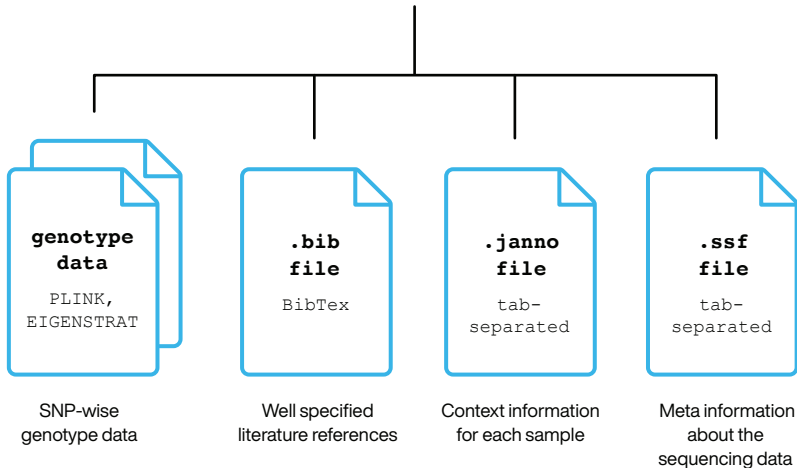 genotype
data
PLINK,
EIGENSTRAT
SNP-wise
genotype data
.bib
file
BibTex
Well specified
literature references
.janno
file
tab-
separated
Context information
for each sample
.ssf
file
tab-
separated
Meta information
about the
sequencing data